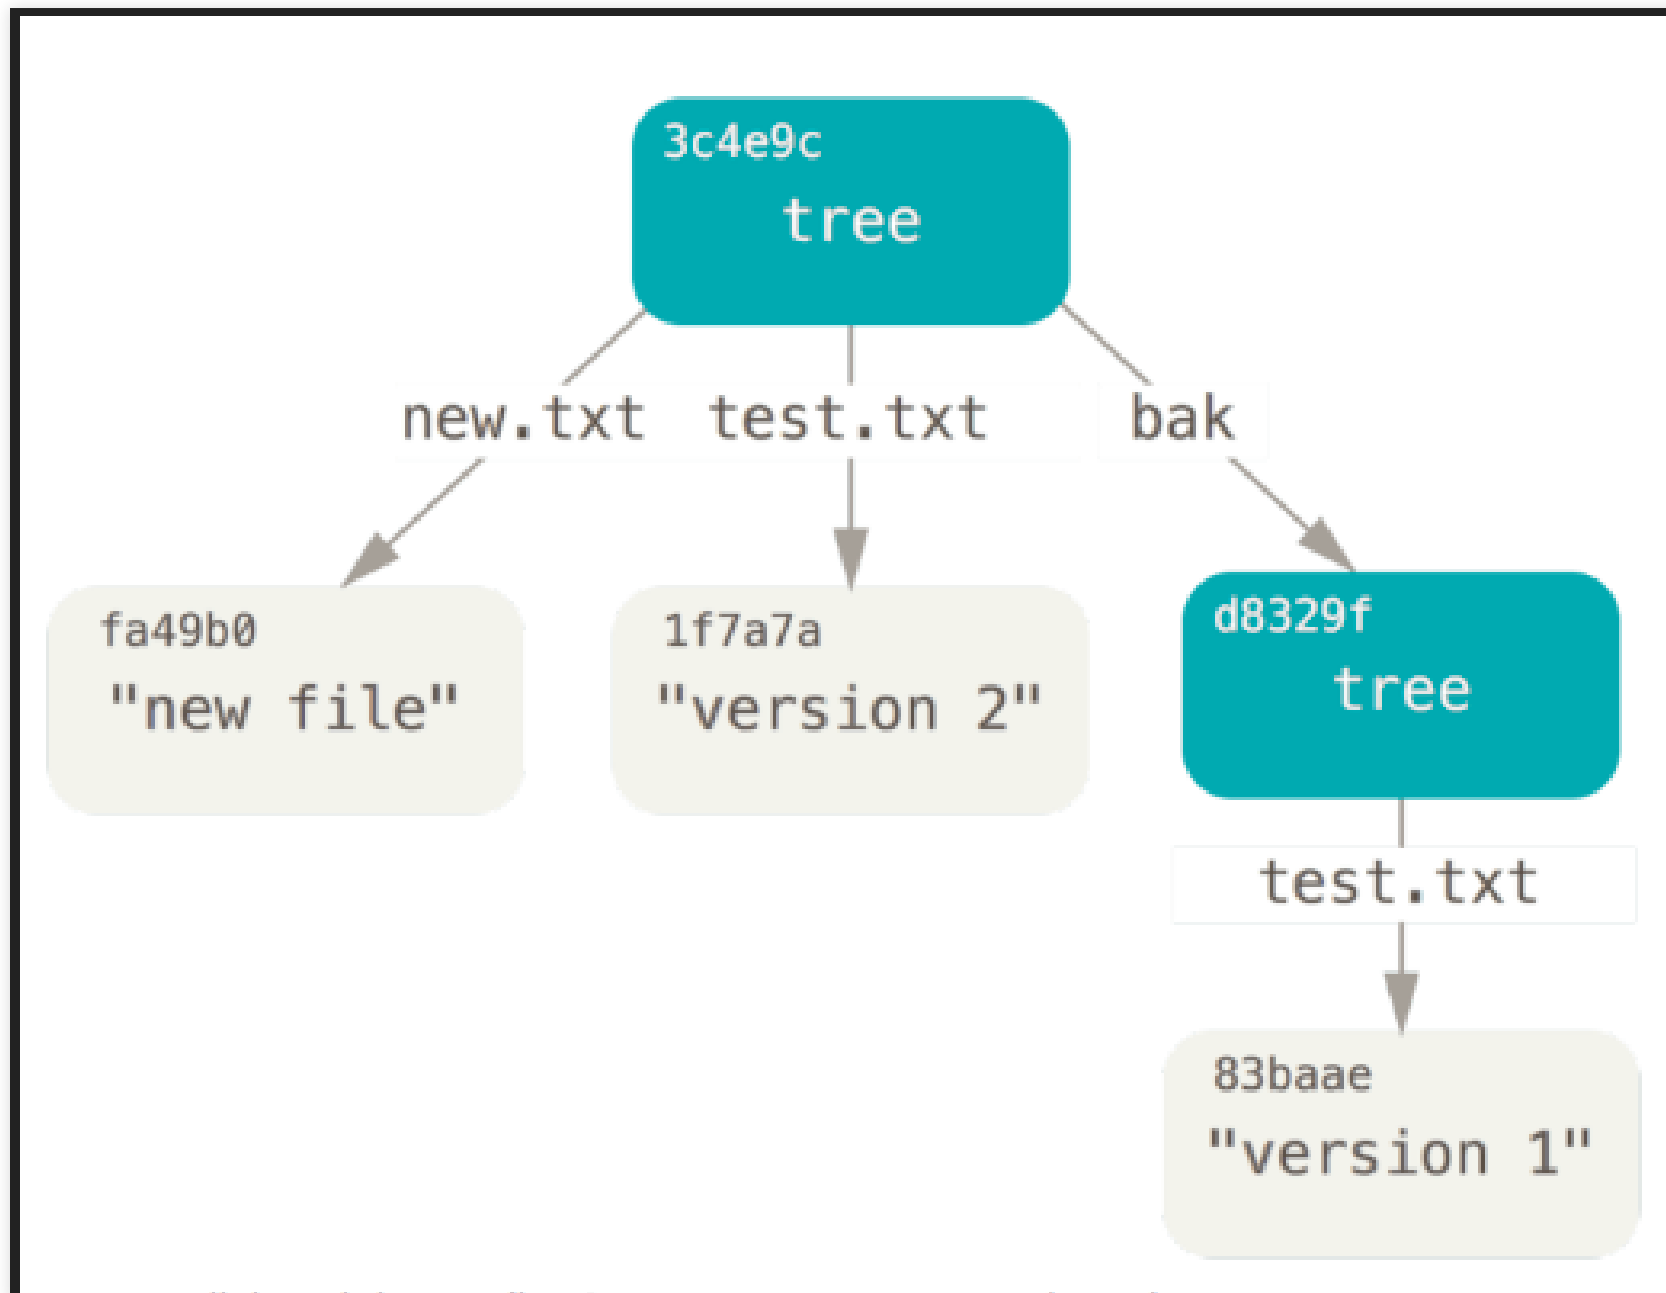 3c4e9c
tree
new.txt test.txt bak
fa49b0
"new file"
1f7a7a
"version 2"
d8329f
tree
test.txt
83baae
"version 1"